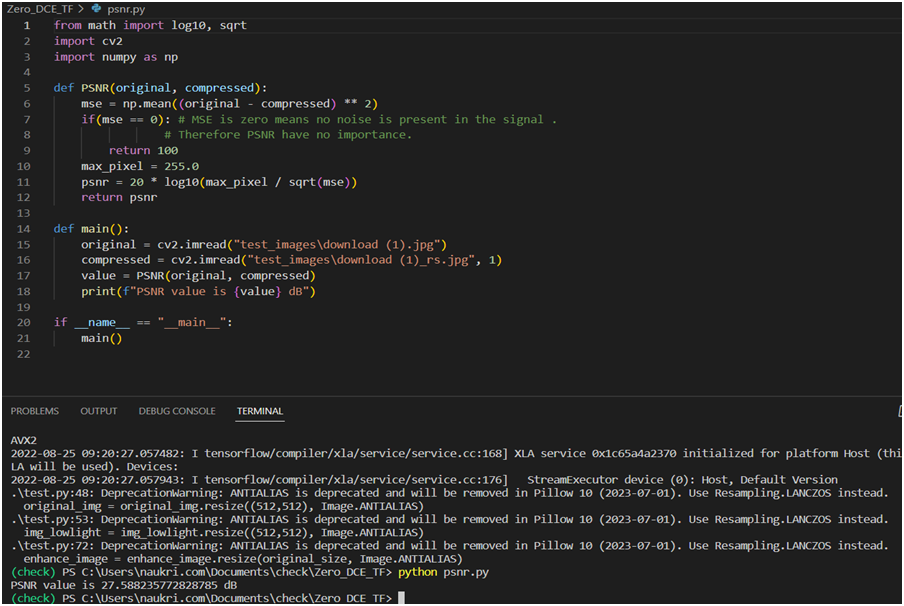 Zero_DCE_TF > psnr.py
1 from math import log10, sqrt
2 import cv2
3 import numpy as np
4
5 def PSNR(original, compressed):
6 mse = np.mean((original - compressed) ** 2)
7 if(mse == 0): # MSE is zero means no noise is present in the signal .
8 # Therefore PSNR have no importance.
9 return 100
10 max_pixel = 255.0
11 psnr = 20 * log10(max_pixel / sqrt(mse))
12 return psnr
13
14 def main():
15 original = cv2.imread("test_images\download (1).jpg")
16 compressed = cv2.imread("test_images\download (1)_rs.jpg", 1)
17 value = PSNR(original, compressed)
18 print(f"PSNR value is {value} dB")
19
20 if __name__ == "__main__":
21 main()
22
PROBLEMS OUTPUT DEBUG CONSOLE TERMINAL
AVX2
2022-08-25 09:20:27.057482: I tensorflow/compiler/xla/service/service.cc:168] XLA service 0x1c65a4a2370 initialized for platform Host (thi
LA will be used). Devices:
2022-08-25 09:20:27.057943: I tensorflow/compiler/xla/service/service.cc:176] StreamExecutor device (0): Host, Default Version
.\test.py:48: DeprecationWarning: ANTIALIAS is deprecated and will be removed in Pillow 10 (2023-07-01). Use Resampling.LANCZOS instead.
original_img = original_img.resize((512,512), Image.ANTIALIAS)
.\test.py:53: DeprecationWarning: ANTIALIAS is deprecated and will be removed in Pillow 10 (2023-07-01). Use Resampling.LANCZOS instead.
img_lowlight = img_lowlight.resize((512,512), Image.ANTIALIAS)
.\test.py:72: DeprecationWarning: ANTIALIAS is deprecated and will be removed in Pillow 10 (2023-07-01). Use Resampling.LANCZOS instead.
enhance_image = enhance_image.resize(original_size, Image.ANTIALIAS)
(check) PS C:\Users\naukri.com\Documents\check\Zero_DCE_TF> python psnr.py
PSNR value is 27.588235772828785 dB
(check) PS C:\Users\naukri.com\Documents\check\Zero DCE TF>